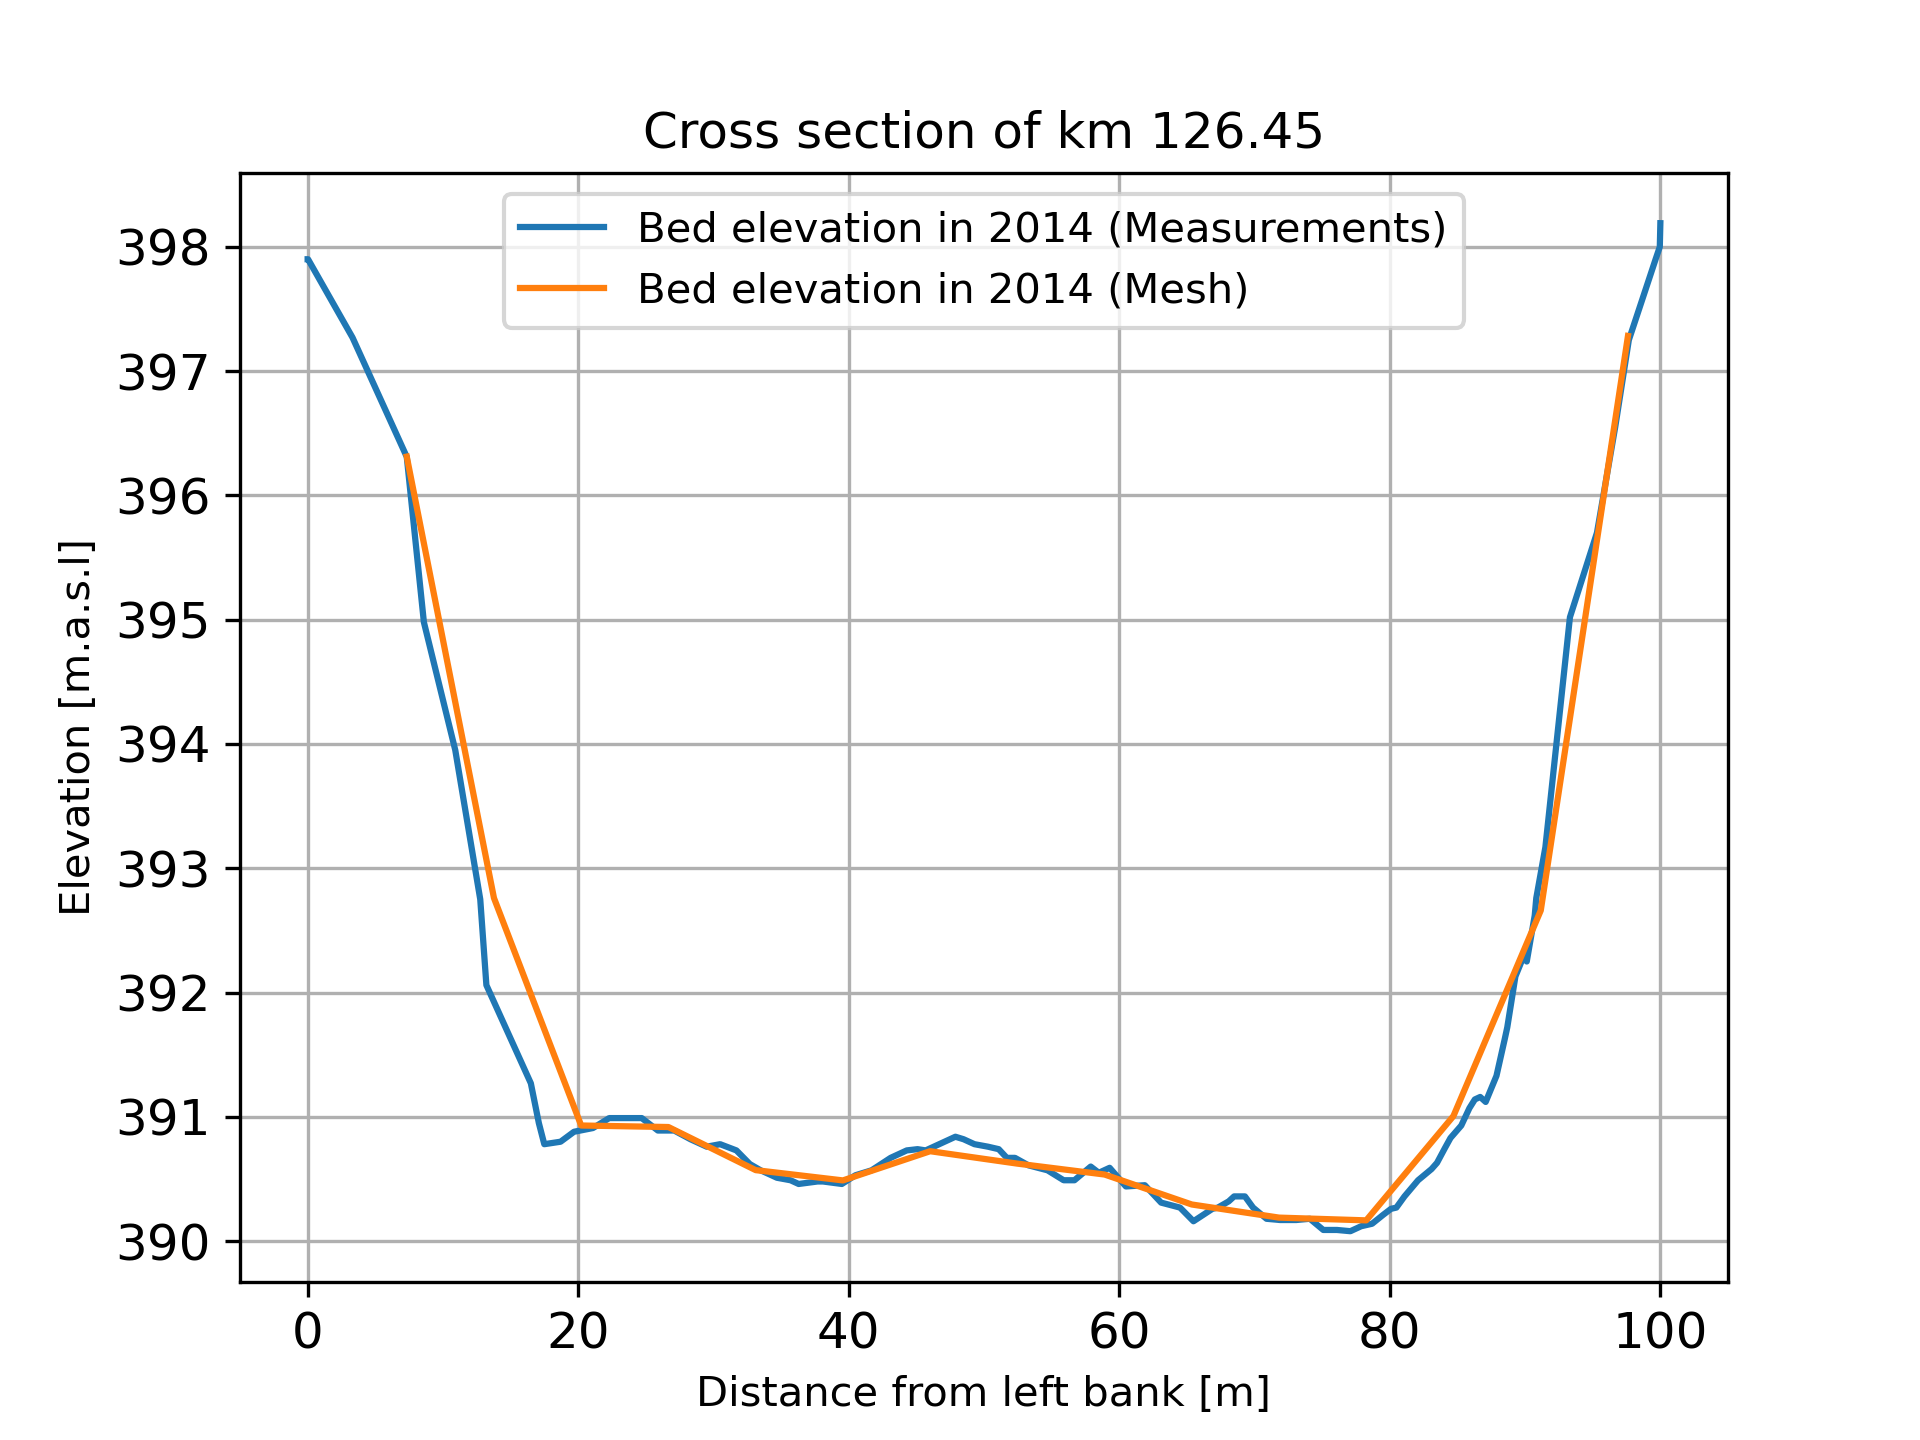 Cross section of km 126.45
Bed elevation in 2014 (Measurements)
Bed elevation in 2014 (Mesh)
Elevation [m.a.s.l]
398
397
396
395
394
393
392
391
390
0 20 40 60 80 100
Distance from left bank [m]